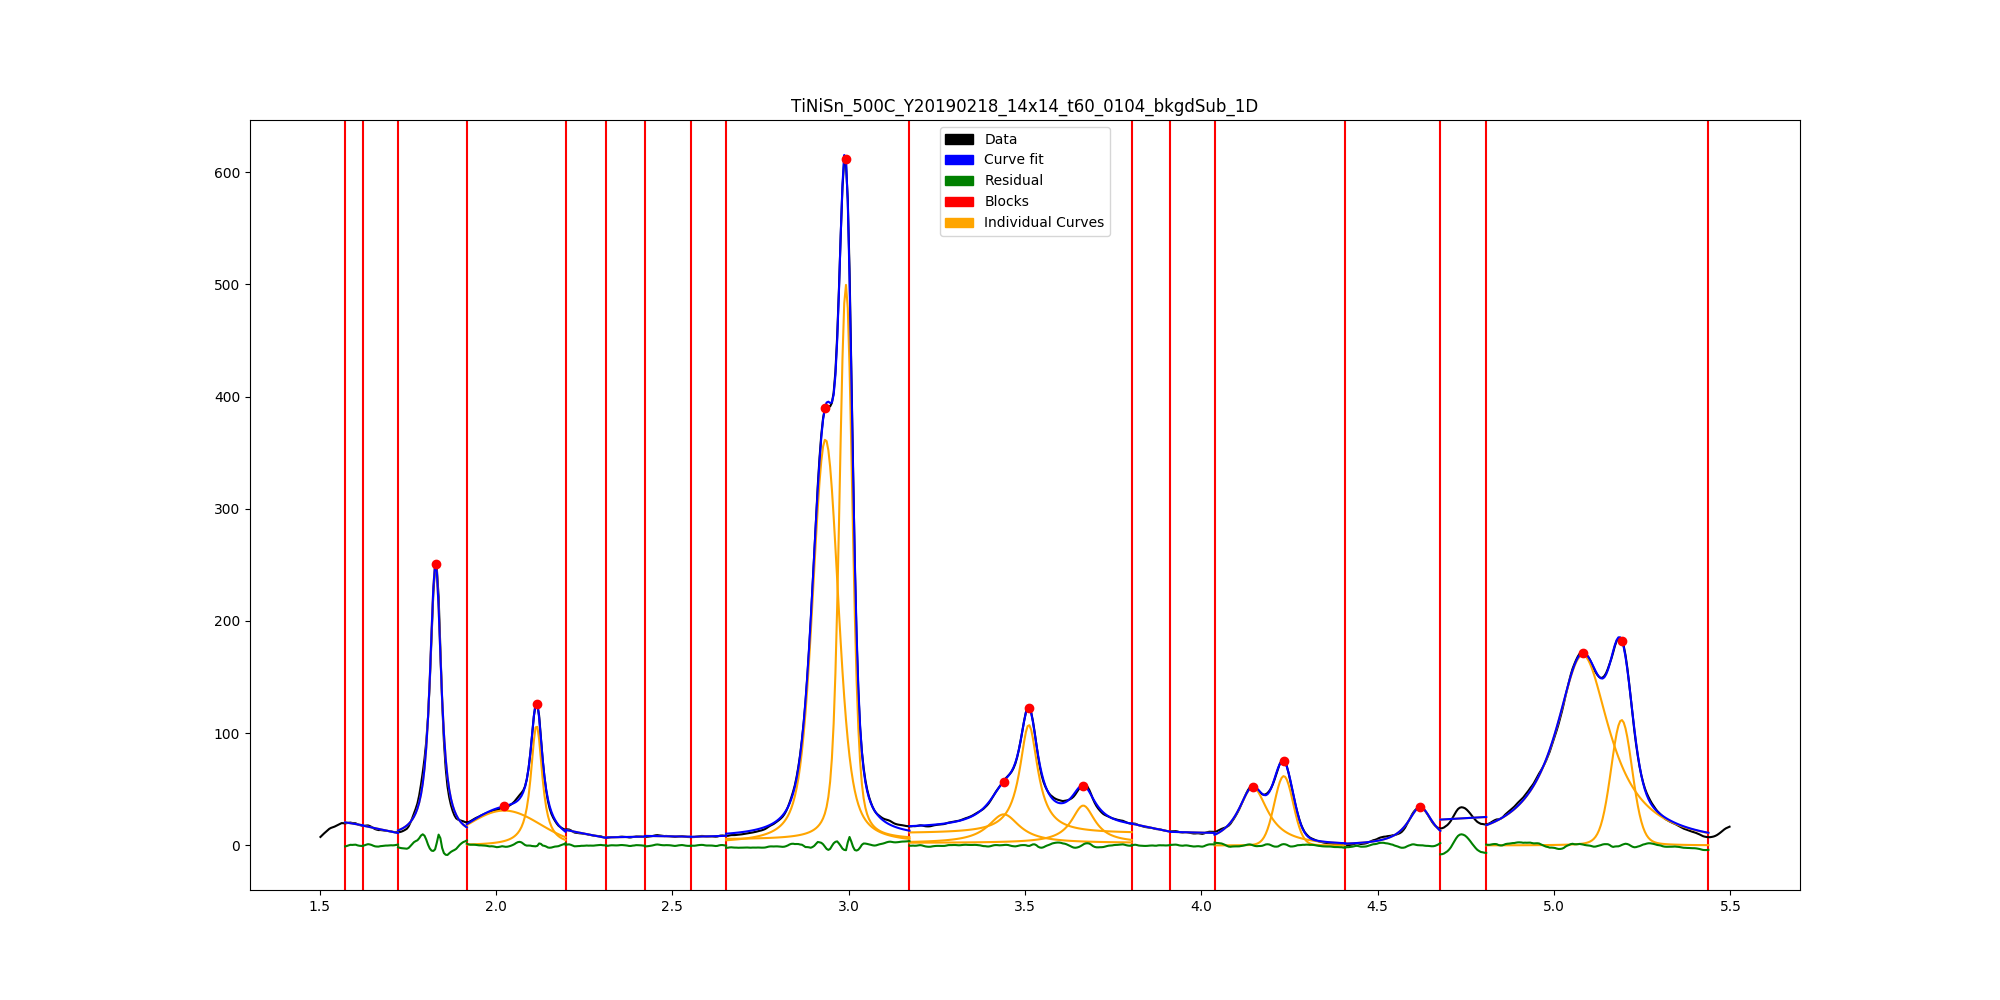 TiNiSn_500C_Y20190218_14x14_t60_0104_bkgdSub_1D
Data
Curve fit
Residual
Blocks
Individual Curves
600
500
400
300
200
100
0
1.5 2.0 2.5 3.0 3.5 4.0 4.5 5.0 5.5